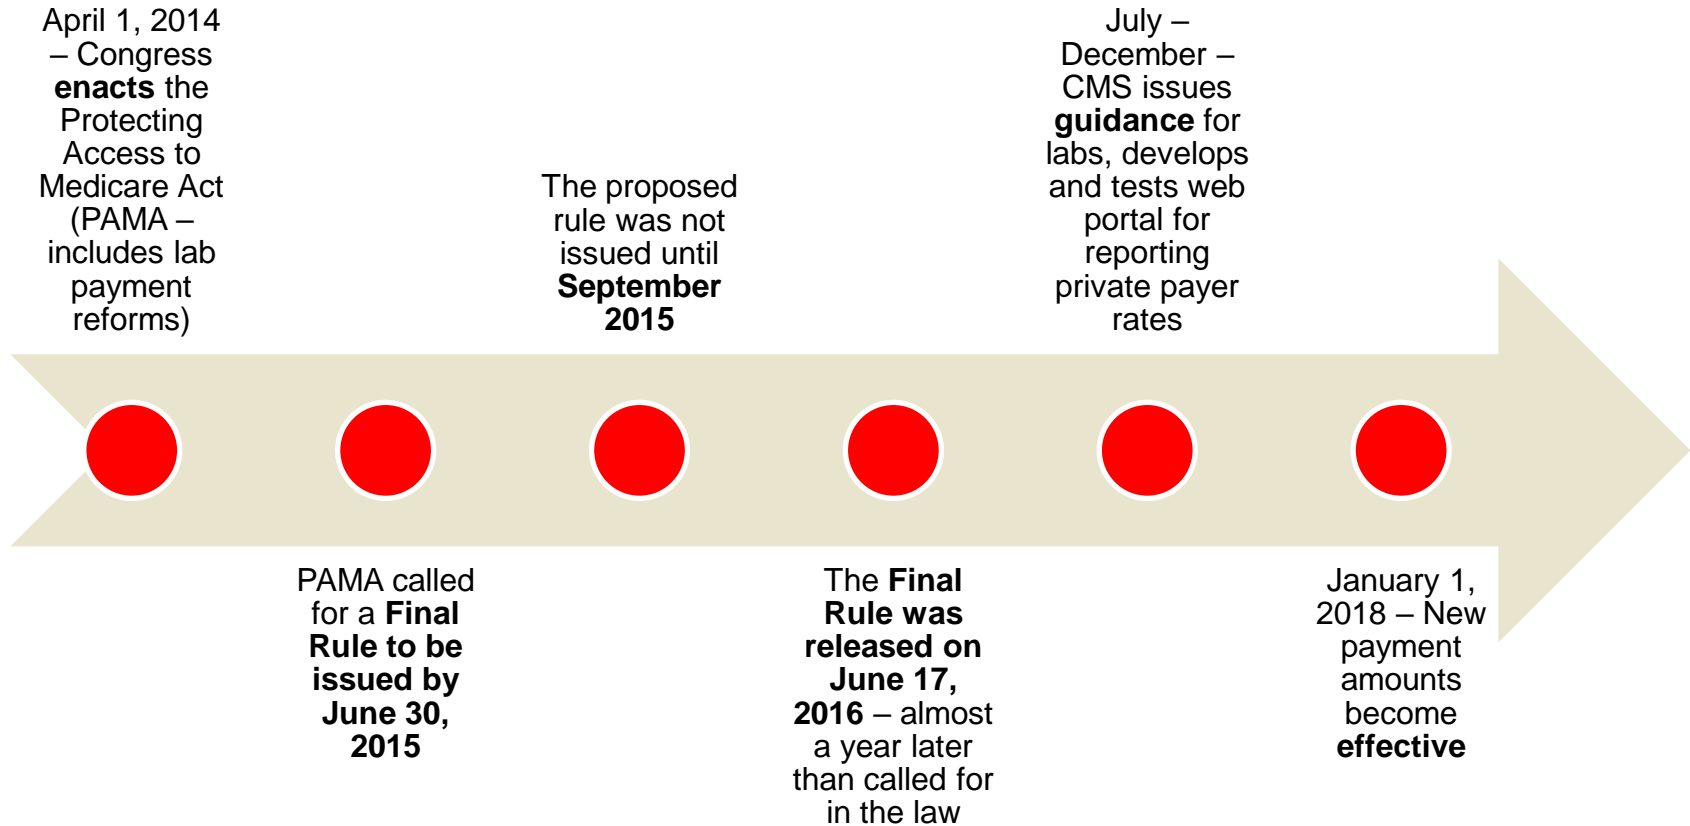 April 1, 2014
– Congress
enacts the
Protecting
Access to
Medicare Act
(PAMA –
includes lab
payment
reforms)
PAMA called
for a Final
Rule to be
issued by
June 30,
2015
The proposed
rule was not
issued until
September
2015
The Final
Rule was
released on
June 17,
2016 – almost
a year later
than called for
in the law
July –
December –
CMS issues
guidance for
labs, develops
and tests web
portal for
reporting
private payer
rates
January 1,
2018 – New
payment
amounts
become
effective